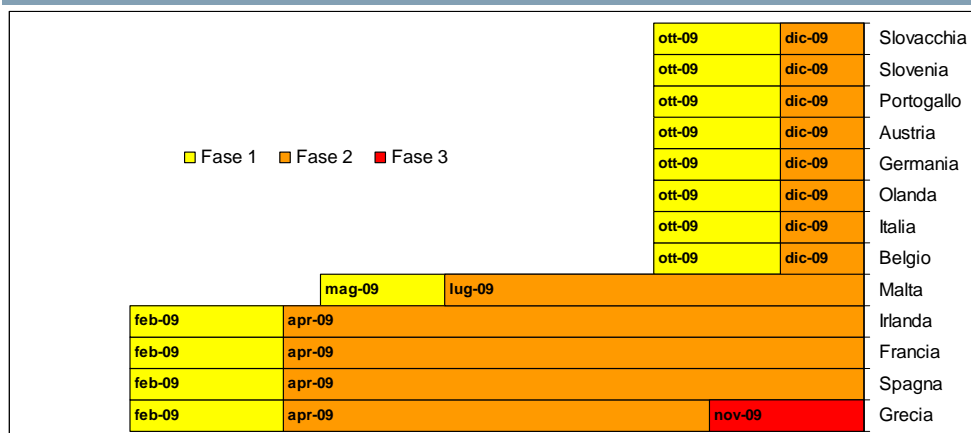 ott-09 dic-09 Slovacchia
ott-09 dic-09 Slovenia
ott-09 dic-09 Portogallo
ott-09 dic-09 Austria
Fase 1 Fase 2 Fase 3
ott-09 dic-09 Germania
ott-09 dic-09 Olanda
ott-09 dic-09 Italia
ott-09 dic-09 Belgio
mag-09 lug-09 Malta
feb-09 apr-09 Irlanda
feb-09 apr-09 Francia
feb-09 apr-09 Spagna
feb-09 apr-09 nov-09 Grecia